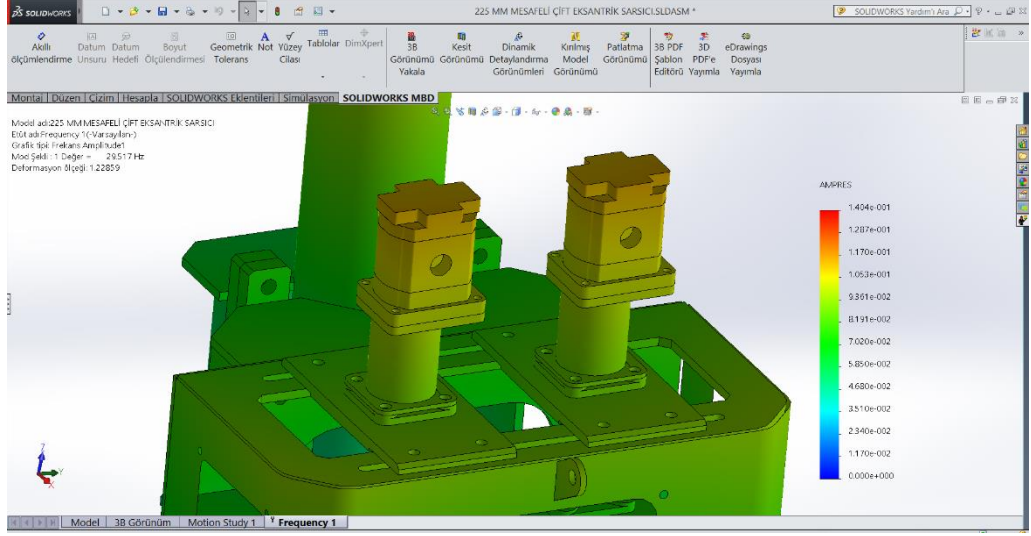 SOLIDWORKS
225 MM MESAFELİ ÇİFT EKSANTRİK SARSICI.SLDASM *
SOLIDWORKS Yardım'ı Ara
Akıllı ölçümlendirme
Datum Unsuru
Datum Hedefi
Boyut Ölçülendirmesi
Geometrik Tolerans
Not
Yüzey Cilası
Tablolar
DimXpert
3B Görünümü Yakala
Kesit Görünümü
Dinamik Detaylandırma Görünümleri
Kırılmış Model Görünümü
Patlatma Görünümü
3B PDF Şablon Editörü
3D PDF'e Yayımla
eDrawings Dosyası Yayımla
Montaj | Düzen | Çizim | Hesapla | SOLIDWORKS Eklentileri | Simülasyon | SOLIDWORKS MBD
Model adı:225 MM MESAFELİ ÇİFT EKSANTRİK SARSICI
Etüt adı:Frequency 1(-Varsayılan-)
Grafik tipi: Frekans Amplitude1
Mod Şekli : 1 Değer = 29.517 Hz
Deformasyon ölçeği: 1.22859
AMPRES
1.404e-001
1.287e-001
1.170e-001
1.053e-001
9.361e-002
8.191e-002
7.020e-002
5.850e-002
4.680e-002
3.510e-002
2.340e-002
1.170e-002
0.000e+000
Z
Y
X
Model
3B Görünüm
Motion Study 1
Frequency 1